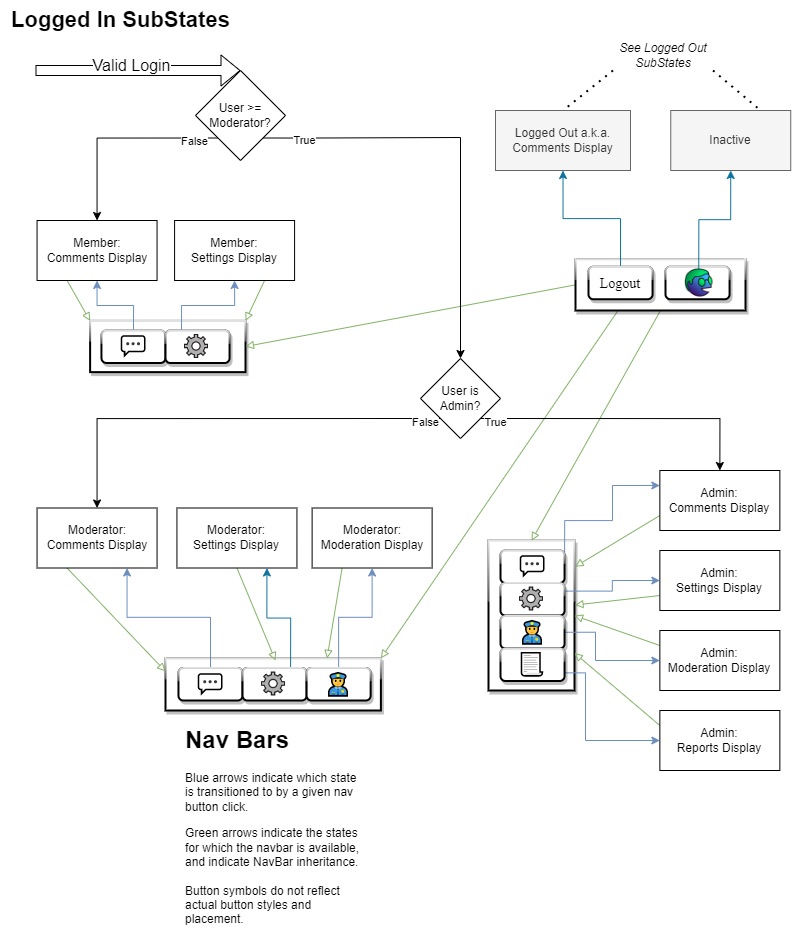 Logged In SubStates
See Logged Out
SubStates
Valid Login
User >=
Moderator?
False
True
Logged Out a.k.a.
Comments Display
Inactive
Member:
Comments Display
Member:
Settings Display
Logout
User is
Admin?
False
True
Moderator:
Comments Display
Moderator:
Settings Display
Moderator:
Moderation Display
Admin:
Comments Display
Admin:
Settings Display
Admin:
Moderation Display
Admin:
Reports Display
Nav Bars
Blue arrows indicate which state
is transitioned to by a given nav
button click.
Green arrows indicate the states
for which the navbar is available,
and indicate NavBar inheritance.
Button symbols do not reflect
actual button styles and
placement.